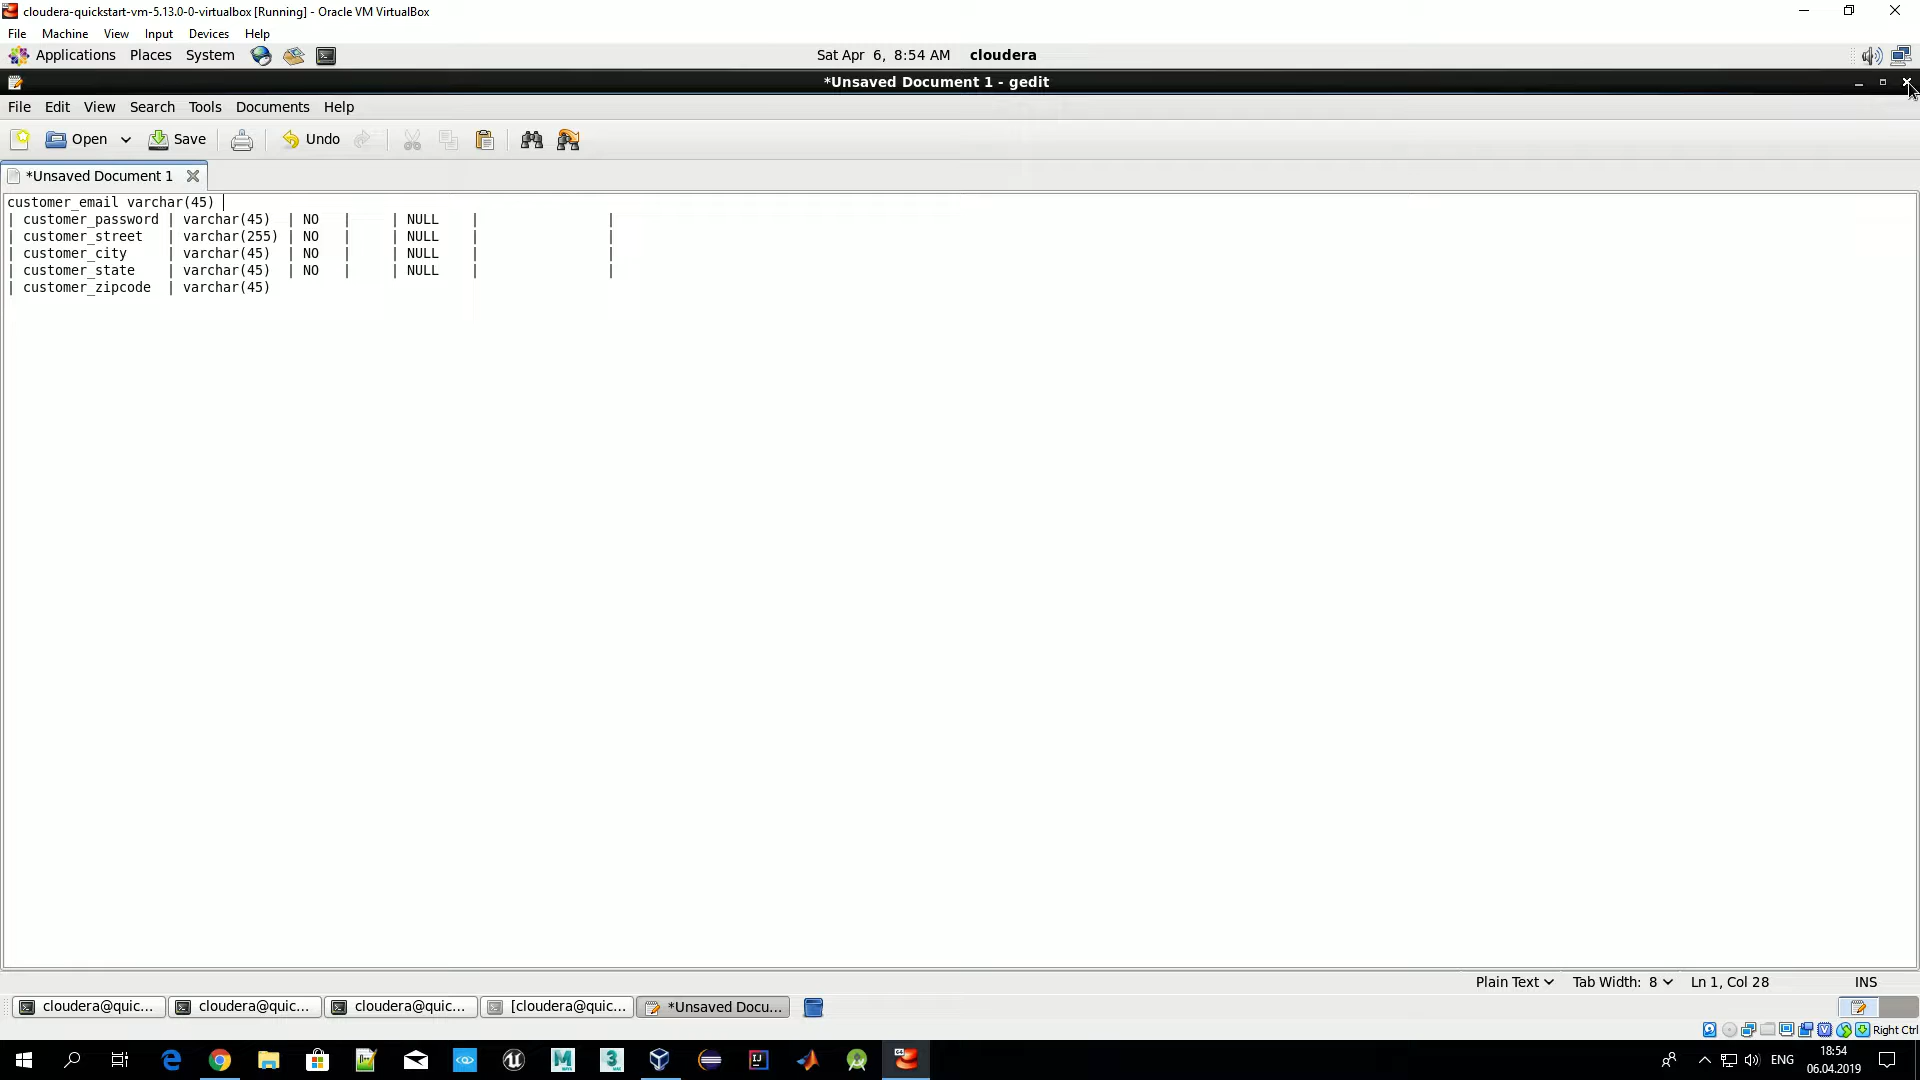 cloudera-quickstart-vm-5.13.0-0-virtualbox [Running] - Oracle VM VirtualBox
File Machine View Input Devices Help
Applications Places System Sat Apr 6, 8:54 AM cloudera
*Unsaved Document 1 - gedit
File Edit View Search Tools Documents Help
Open Save Undo
*Unsaved Document 1
customer_email varchar(45)
| customer_password | varchar(45) | NO | | NULL | |
| customer_street | varchar(255) | NO | | NULL | |
| customer_city | varchar(45) | NO | | NULL | |
| customer_state | varchar(45) | NO | | NULL | |
| customer_zipcode | varchar(45)
Plain Text Tab Width: 8 Ln 1, Col 28 INS
cloudera@quic... cloudera@quic... cloudera@quic... [cloudera@quic... *Unsaved Docu...
Right Ctrl
ENG 18:54
06.04.2019